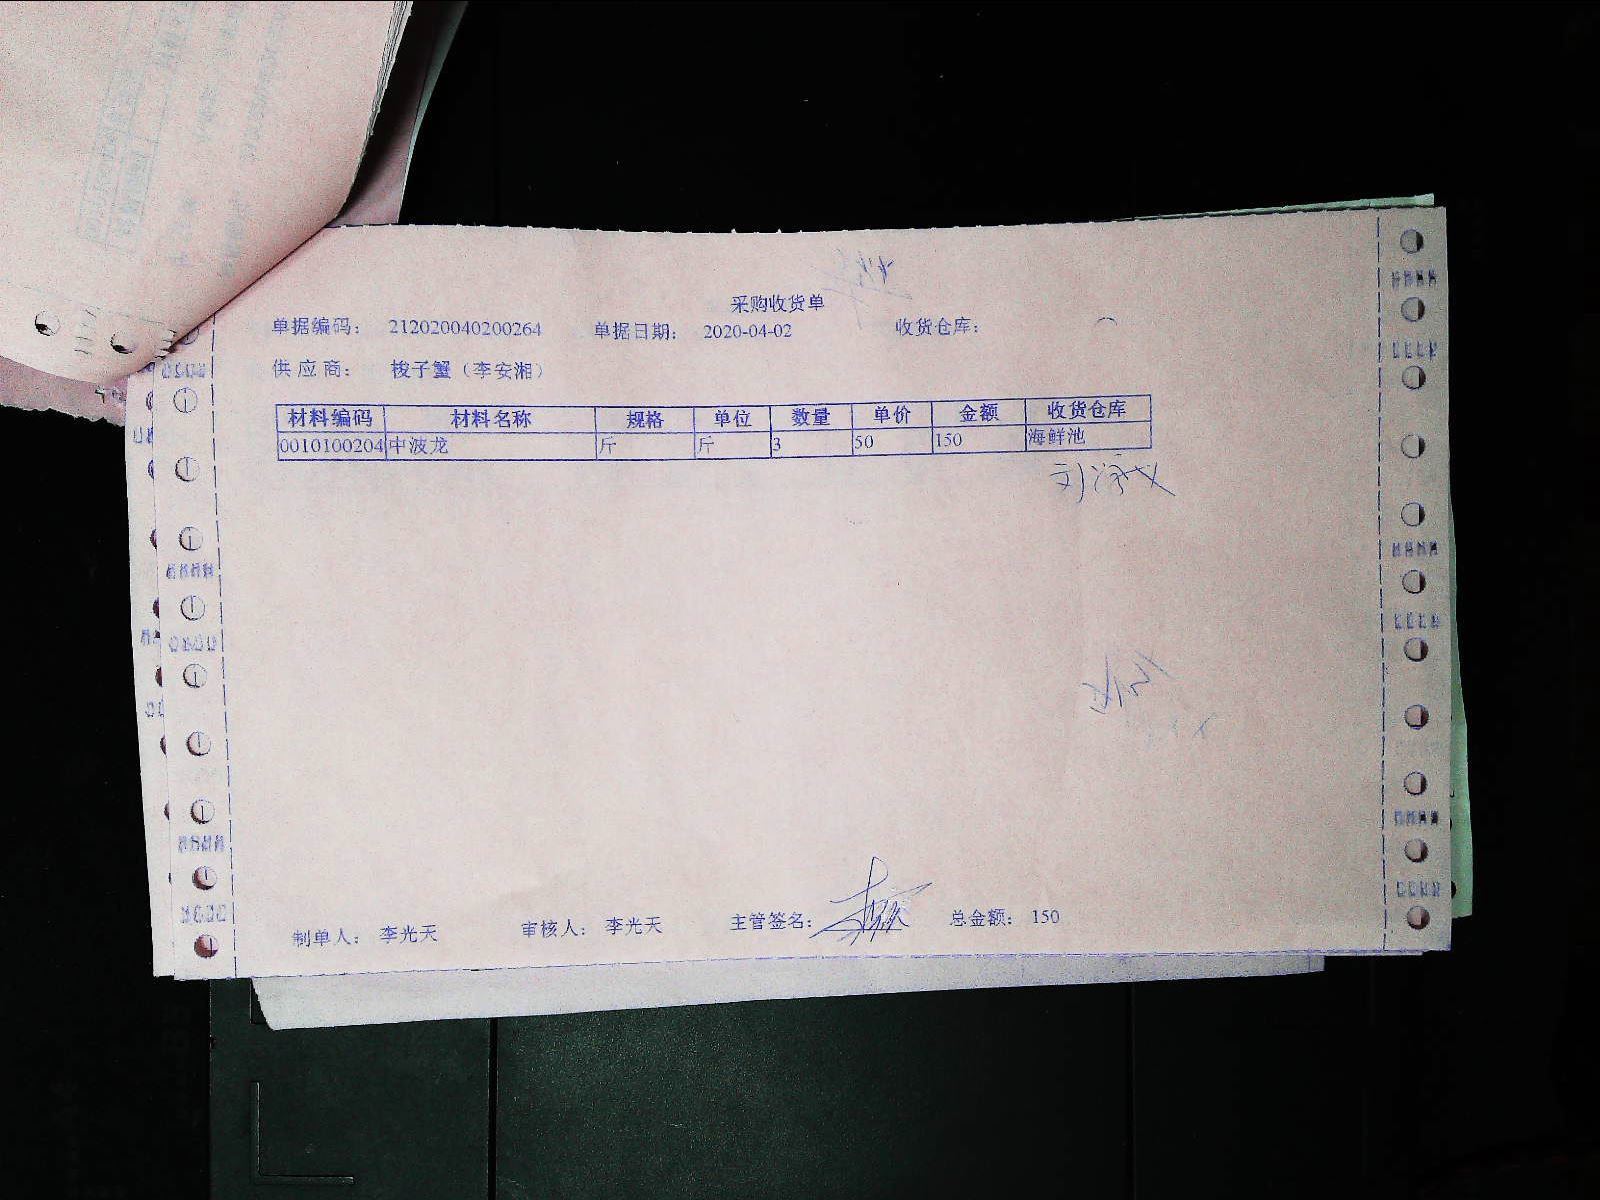 采购收货单
单据编码： 212020040200264 单据日期： 2020-04-02 收货仓库：
供应商： 梭子蟹（李安湘）
材料编码 材料名称 规格 单位 数量 单价 金额 收货仓库
0010100204 中波龙 斤 斤 3 50 150 海鲜池
制单人： 李光天 审核人： 李光天 主管签名： 总金额： 150